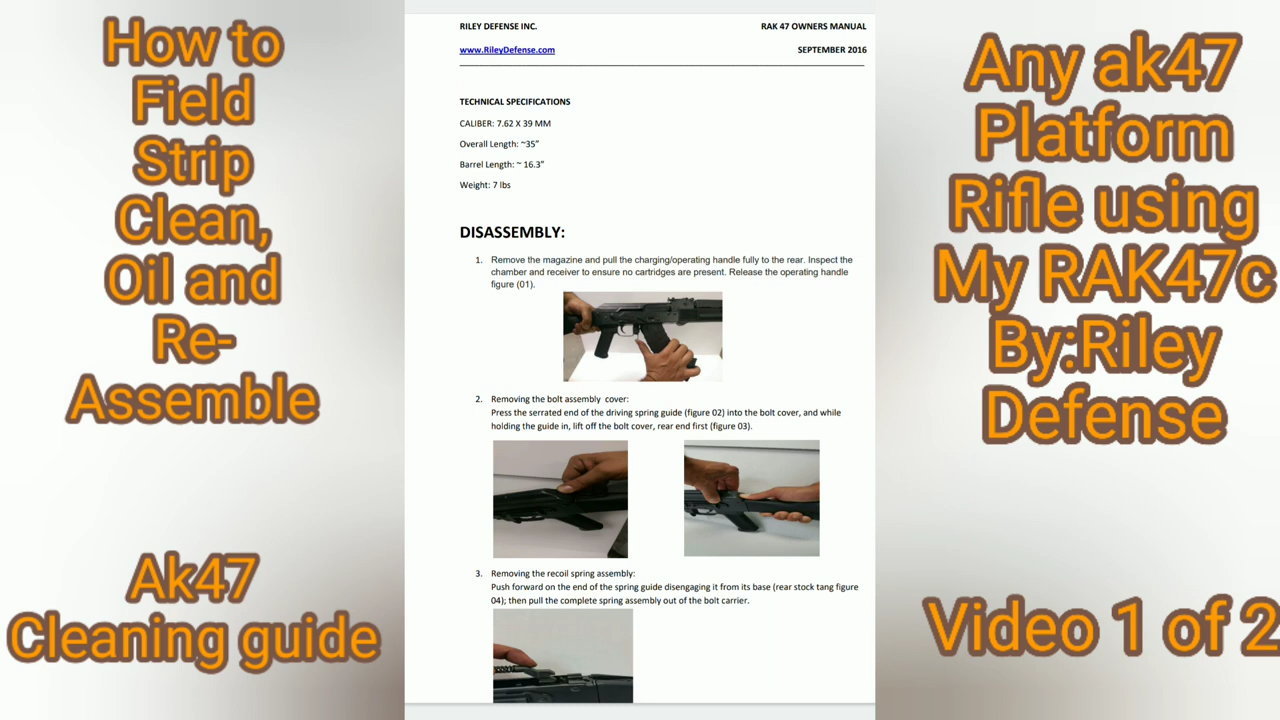 How to
Field
Strip
Clean,
Oil and
Re-
Assemble
Ak47
Cleaning guide
RILEY DEFENSE INC.
RAK 47 OWNERS MANUAL
www.RileyDefense.com
SEPTEMBER 2016
TECHNICAL SPECIFICATIONS
CALIBER: 7.62 X 39 MM
Overall Length: ~35”
Barrel Length: ~ 16.3”
Weight: 7 lbs
DISASSEMBLY:
1. Remove the magazine and pull the charging/operating handle fully to the rear. Inspect the
chamber and receiver to ensure no cartridges are present. Release the operating handle
figure (01).
2. Removing the bolt assembly cover:
Press the serrated end of the driving spring guide (figure 02) into the bolt cover, and while
holding the guide in, lift off the bolt cover, rear end first (figure 03).
3. Removing the recoil spring assembly:
Push forward on the end of the spring guide disengaging it from its base (rear stock tang figure
04); then pull the complete spring assembly out of the bolt carrier.
Any ak47
Platform
Rifle using
My RAK47c
By:Riley
Defense
Video 1 of 2